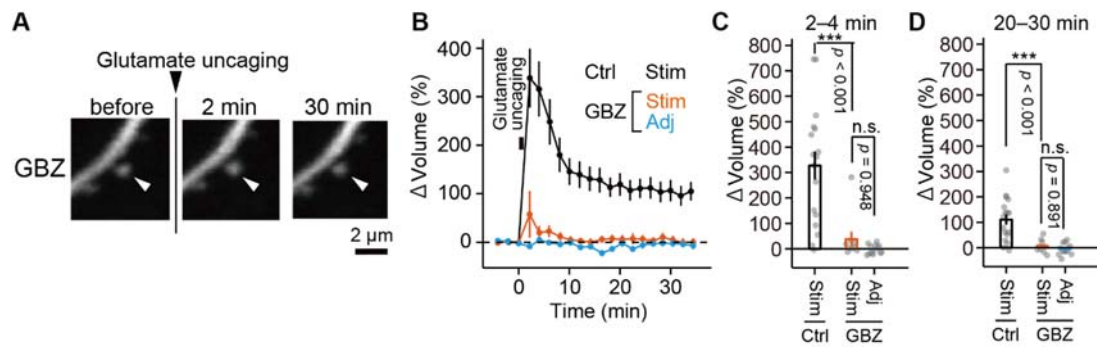 A
Glutamate uncaging
before
2 min
30 min
GBZ
2 μm
B
Δ Volume (%)
400
300
200
100
0
Glutamate
uncaging
Ctrl Stim
GBZ Stim
Adj
0 10 20 30
Time (min)
C
2–4 min
Δ Volume (%)
800
700
600
500
400
300
200
100
0
***
p < 0.001
n.s.
p = 0.948
Stim Stim Adj
Ctrl GBZ
D
20–30 min
Δ Volume (%)
800
700
600
500
400
300
200
100
0
***
p < 0.001
n.s.
p = 0.891
Stim Stim Adj
Ctrl GBZ